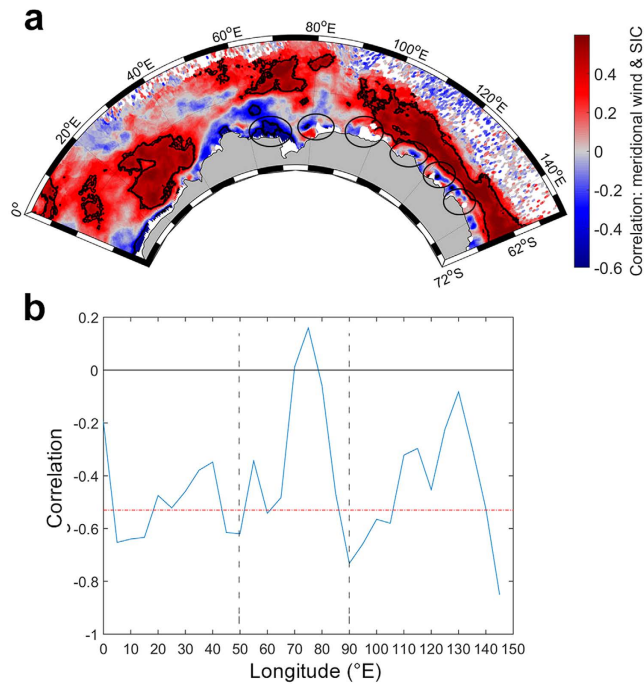 a
0°
20°E
40°E
60°E
80°E
100°E
120°E
140°E
62°S
72°S
0.4
0.2
0
-0.2
-0.4
-0.6
Correlation: meridional wind & SIC
b
0.2
0
-0.2
-0.4
-0.6
-0.8
-1
Correlation
0 10 20 30 40 50 60 70 80 90 100 110 120 130 140 150
Longitude (°E)